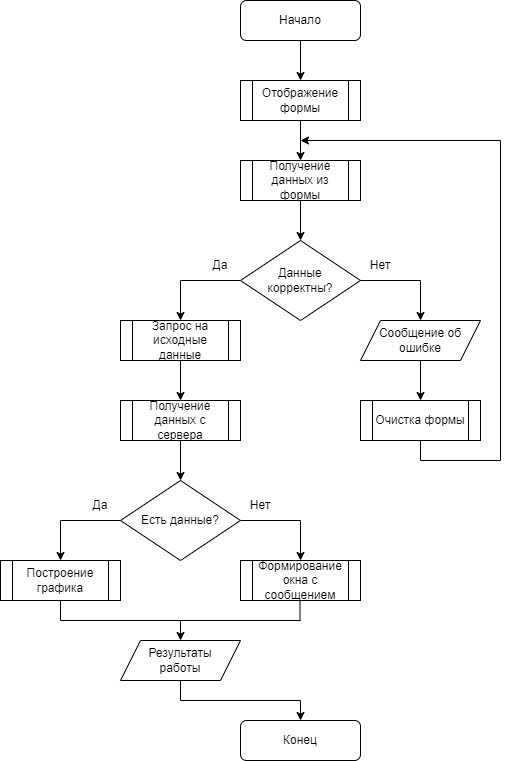 Начало
Отображение
формы
Получение
данных из
формы
Да
Нет
Данные
корректны?
Запрос на
исходные
данные
Сообщение об
ошибке
Получение
данных с
сервера
Очистка формы
Да
Нет
Есть данные?
Построение
графика
Формирование
окна с
сообщением
Результаты
работы
Конец